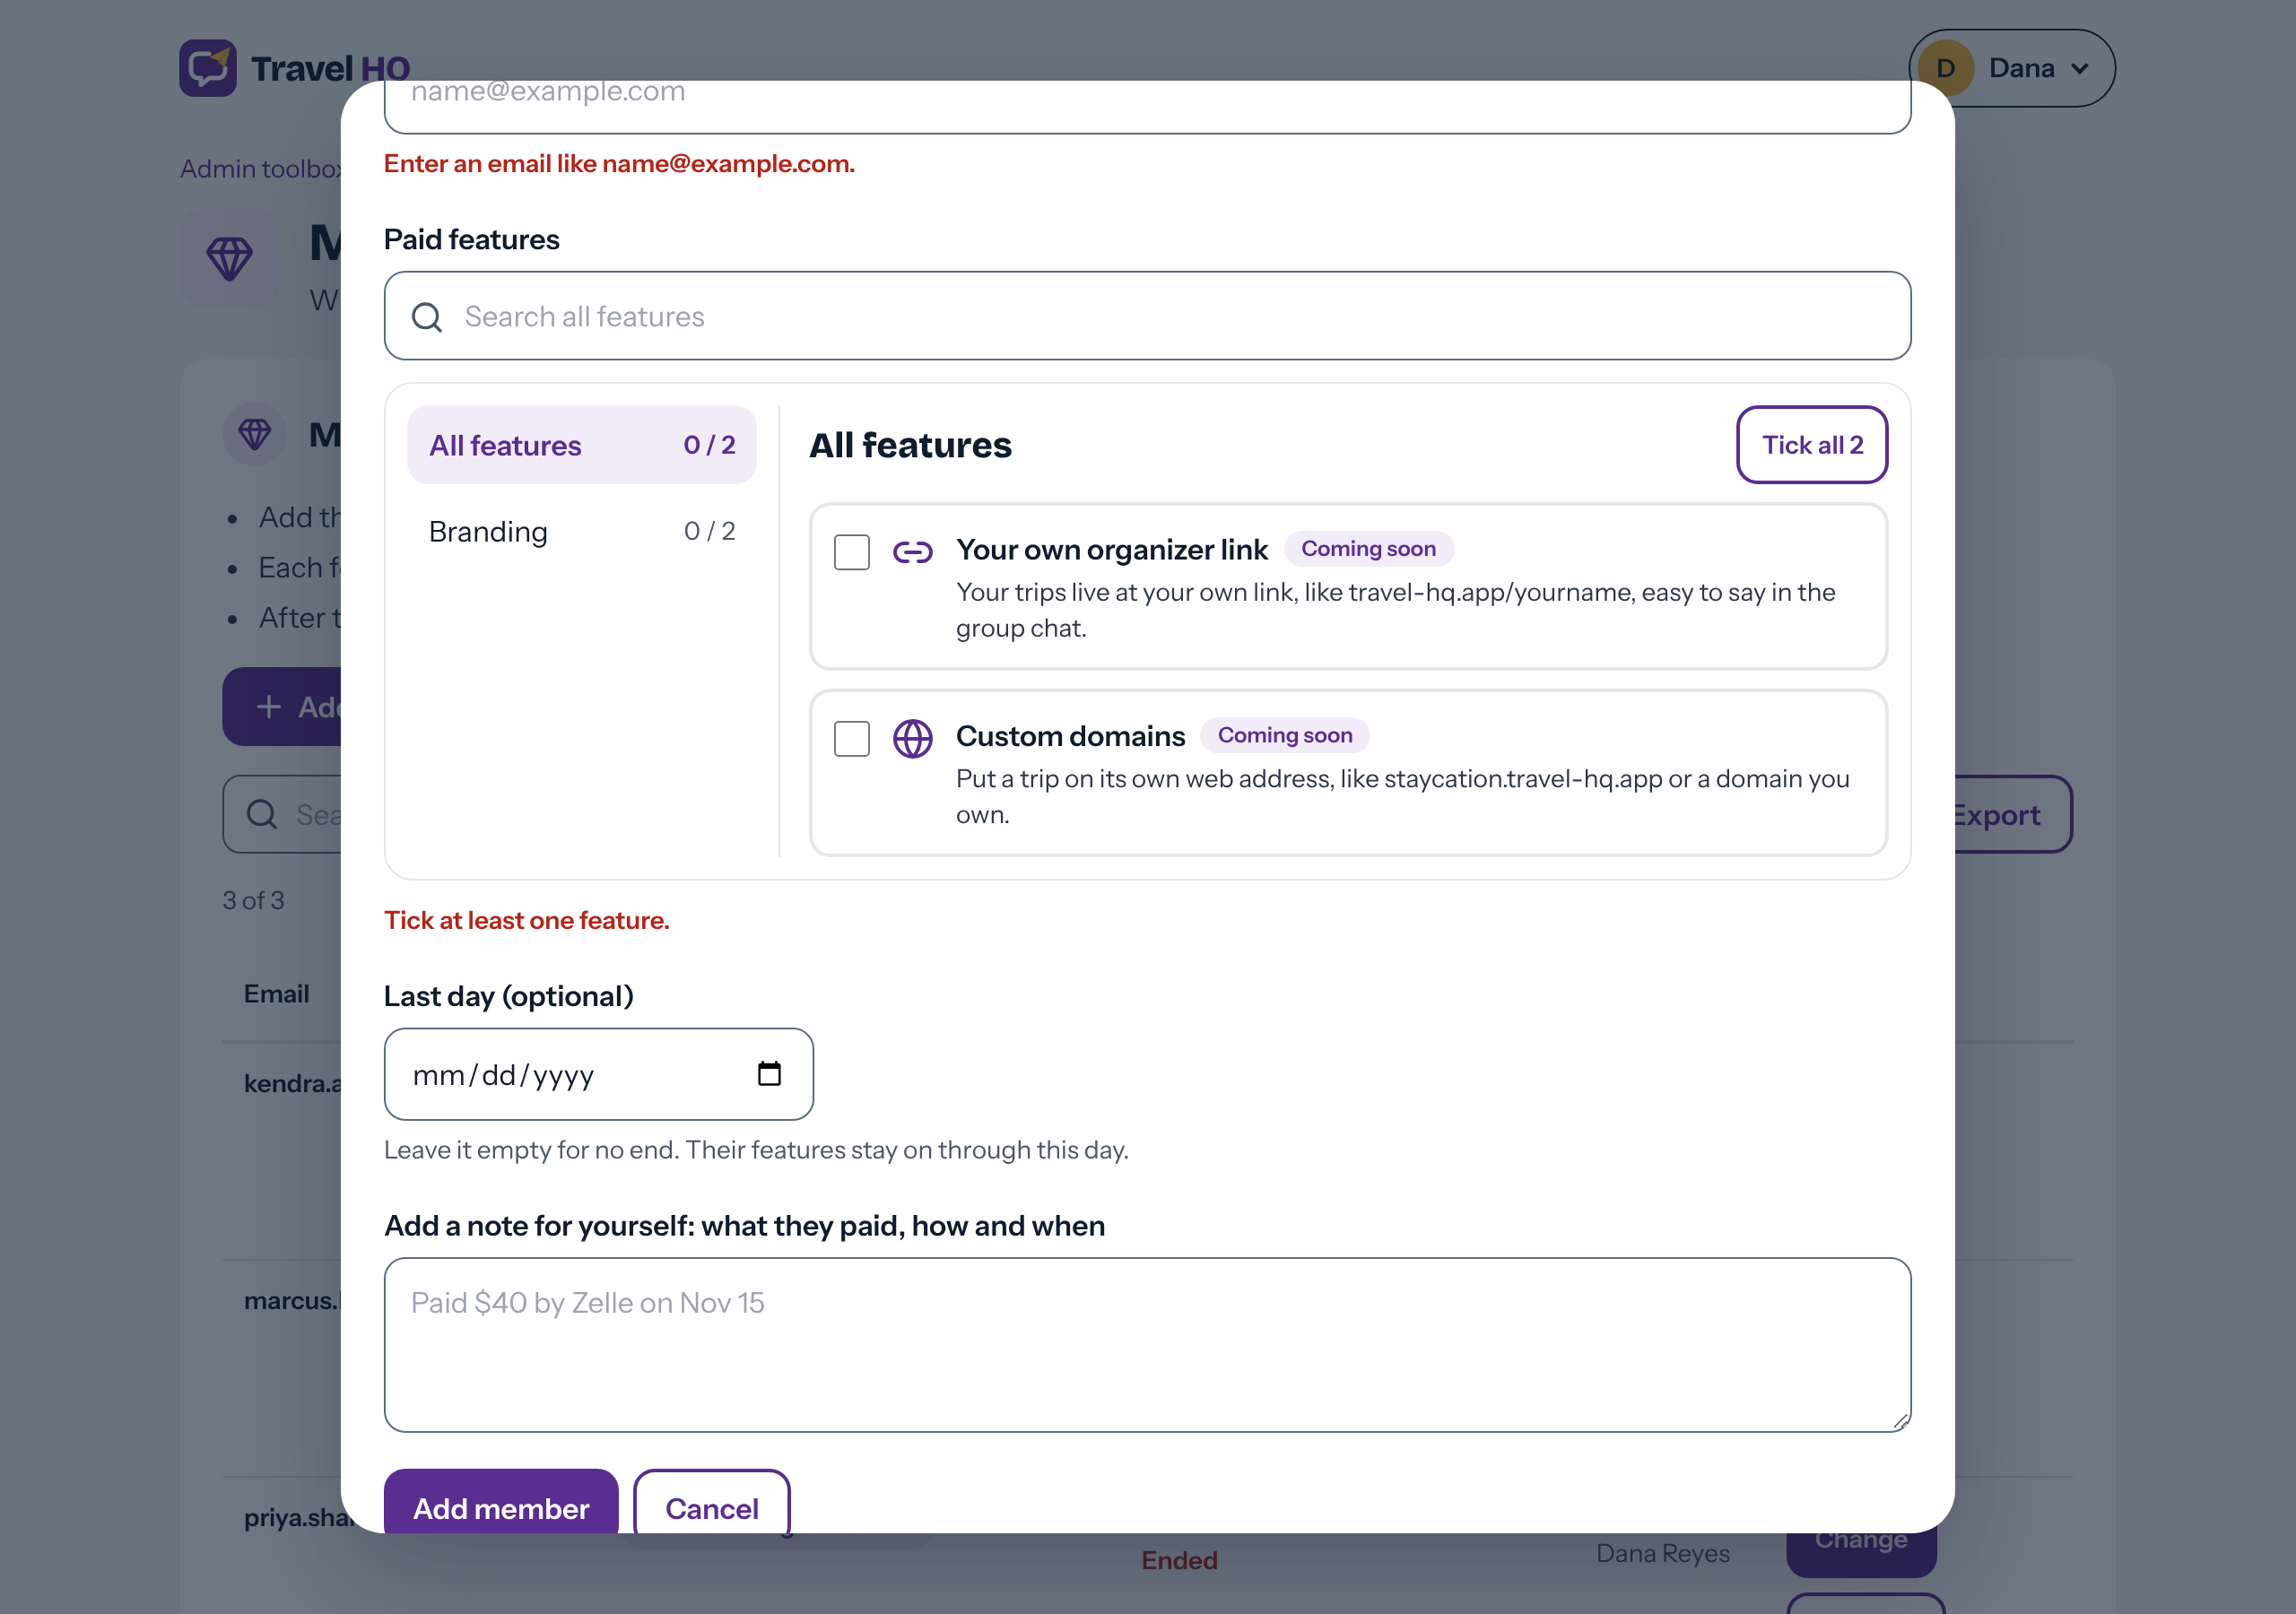 Travel HQ
D Dana
name@example.com
Enter an email like name@example.com.
Admin toolbox
Paid features
Search all features
All features 0 / 2
Branding 0 / 2
All features
Tick all 2
Your own organizer link Coming soon
Your trips live at your own link, like travel-hq.app/yourname, easy to say in the
group chat.
Custom domains Coming soon
Put a trip on its own web address, like staycation.travel-hq.app or a domain you
own.
Tick at least one feature.
Last day (optional)
mm/dd/yyyy
Leave it empty for no end. Their features stay on through this day.
Add a note for yourself: what they paid, how and when
Paid $40 by Zelle on Nov 15
Add member
Cancel
Export
3 of 3
Email
Ended
Dana Reyes
Change